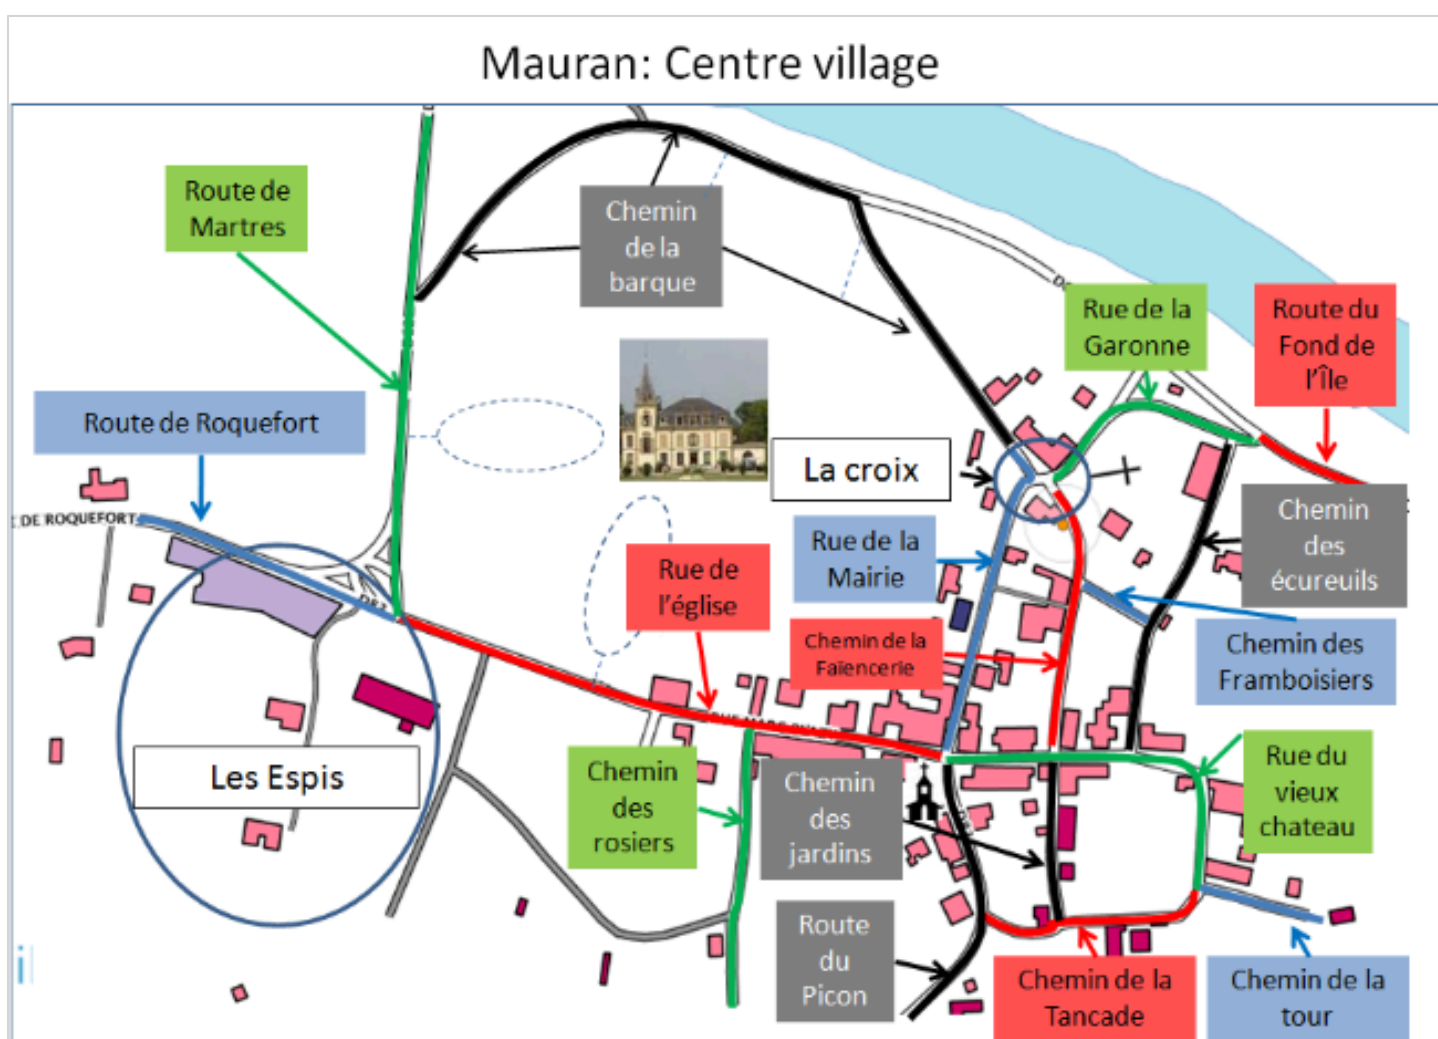 Mauran: Centre village
Route de
Martres
Chemin
de la
barque
Rue de la
Garonne
Route du
Fond de
l'Île
Route de Roquefort
La croix
DE ROQUEFORT
Chemin
des
écureuils
Rue de la
Mairie
Rue de
l'église
Chemin de la
Faïencerie
Chemin des
Framboisiers
Les Espis
Chemin
des
rosiers
Chemin
des
jardins
Rue du
vieux
chateau
Route
du
Picon
Chemin de la
Tancade
Chemin de la
tour